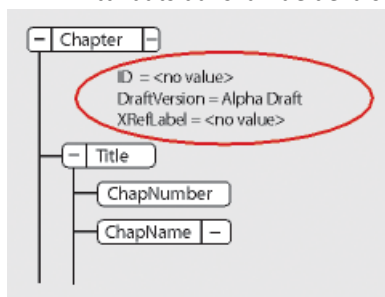 Chapter
ID = <no value>
DraftVersion = Alpha Draft
XRefLabel = <no value>
Title
ChapNumber
ChapName